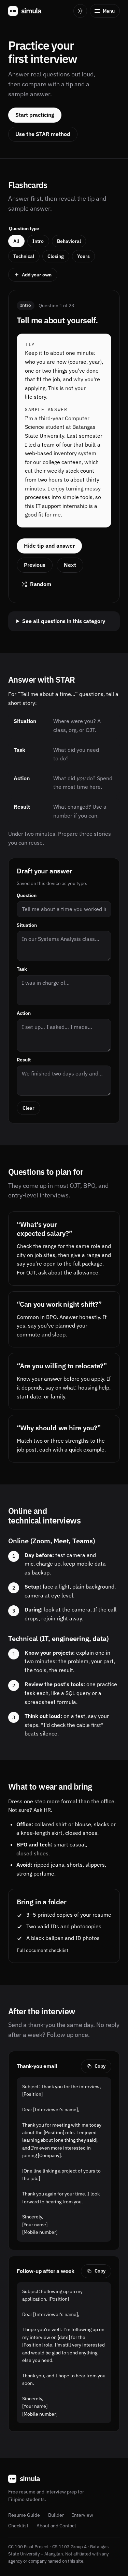 simula
Menu
Practice your
first interview
Answer real questions out loud,
and compare with a tip and a
sample answer.
Start practicing
Use the STAR method
Flashcards
Answer first, then reveal the tip and
sample answer.
Question type
All
Intro
Behavioral
Technical
Closing
Yours
+ Add your own
Intro
Question 1 of 23
Tell me about yourself.
TIP
Keep it to about one minute:
who you are now (course, year),
one or two things you've done
that fit the job, and why you're
applying. This is not your
life story.
SAMPLE ANSWER
I'm a third-year Computer
Science student at Batangas
State University. Last semester
I led a team of four that built a
web-based inventory system
for our college canteen, which
cut their weekly stock count
from two hours to about thirty
minutes. I enjoy turning messy
processes into simple tools, so
this IT support internship is a
good fit for me.
Hide tip and answer
Previous
Next
Random
See all questions in this category
Answer with STAR
For "Tell me about a time..." questions, tell a
short story:
Situation
Where were you? A
class, org, or OJT.
Task
What did you need
to do?
Action
What did you do? Spend
the most time here.
Result
What changed? Use a
number if you can.
Under two minutes. Prepare three stories
you can reuse.
Draft your answer
Saved on this device as you type.
Question
Tell me about a time you worked i
Situation
In our Systems Analysis class...
Task
I was in charge of...
Action
I set up... I asked... I made...
Result
We finished two days early and...
Clear
Questions to plan for
They come up in most OJT, BPO, and
entry-level interviews.
"What's your
expected salary?"
Check the range for the same role and
city on job sites, then give a range and
say you're open to the full package.
For OJT, ask about the allowance.
"Can you work night shift?"
Common in BPO. Answer honestly. If
yes, say you've planned your
commute and sleep.
"Are you willing to relocate?"
Know your answer before you apply. If
it depends, say on what: housing help,
start date, or family.
"Why should we hire you?"
Match two or three strengths to the
job post, each with a quick example.
Online and
technical interviews
Online (Zoom, Meet, Teams)
1
Day before: test camera and
mic, charge up, keep mobile data
as backup.
2
Setup: face a light, plain background,
camera at eye level.
3
During: look at the camera. If the call
drops, rejoin right away.
Technical (IT, engineering, data)
1
Know your projects: explain one in
two minutes: the problem, your part,
the tools, the result.
2
Review the post's tools: one practice
task each, like a SQL query or a
spreadsheet formula.
3
Think out loud: on a test, say your
steps. "I'd check the cable first"
beats silence.
What to wear and bring
Dress one step more formal than the office.
Not sure? Ask HR.
• Office: collared shirt or blouse, slacks or
a knee-length skirt, closed shoes.
• BPO and tech: smart casual,
closed shoes.
• Avoid: ripped jeans, shorts, slippers,
strong perfume.
Bring in a folder
3–5 printed copies of your resume
Two valid IDs and photocopies
A black ballpen and ID photos
Full document checklist
After the interview
Send a thank-you the same day. No reply
after a week? Follow up once.
Thank-you email
Copy
Subject: Thank you for the interview,
[Position]
Dear [Interviewer's name],
Thank you for meeting with me today
about the [Position] role. I enjoyed
learning about [one thing they said],
and I'm even more interested in
joining [Company].
[One line linking a project of yours to
the job.]
Thank you again for your time. I look
forward to hearing from you.
Sincerely,
[Your name]
[Mobile number]
Follow-up after a week
Copy
Subject: Following up on my
application, [Position]
Dear [Interviewer's name],
I hope you're well. I'm following up on
my interview on [date] for the
[Position] role. I'm still very interested
and would be glad to send anything
else you need.
Thank you, and I hope to hear from you
soon.
Sincerely,
[Your name]
[Mobile number]
simula
Free resume and interview prep for
Filipino students.
Resume Guide
Builder
Interview
Checklist
About and Contact
CC 100 Final Project · CS 1103 Group 4 · Batangas
State University – Alangilan. Not affiliated with any
agency or company named on this site.